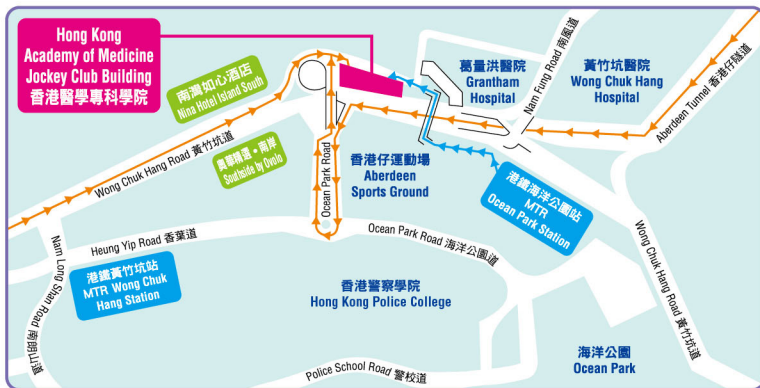 Hong Kong
Academy of Medicine
Jockey Club Building
香港醫學專科學院
南灣如心酒店
Nina Hotel Island South
奧華精選・南岸
Southside by Ovolo
Wong Chuk Hang Road 黃竹坑道
葛量洪醫院
Grantham
Hospital
Nam Fung Road 南風道
黃竹坑醫院
Wong Chuk Hang
Hospital
Aberdeen Tunnel 香港仔隧道
Ocean Park Road
香港仔運動場
Aberdeen
Sports Ground
港鐵海洋公園站
MTR
Ocean Park Station
Nam Long Shan Road 南朗山道
Heung Yip Road 香葉道
港鐵黃竹坑站
MTR Wong Chuk
Hang Station
Ocean Park Road 海洋公園道
Wong Chuk Hang Road 黃竹坑道
香港警察學院
Hong Kong Police College
海洋公園
Ocean Park
Police School Road 警校道